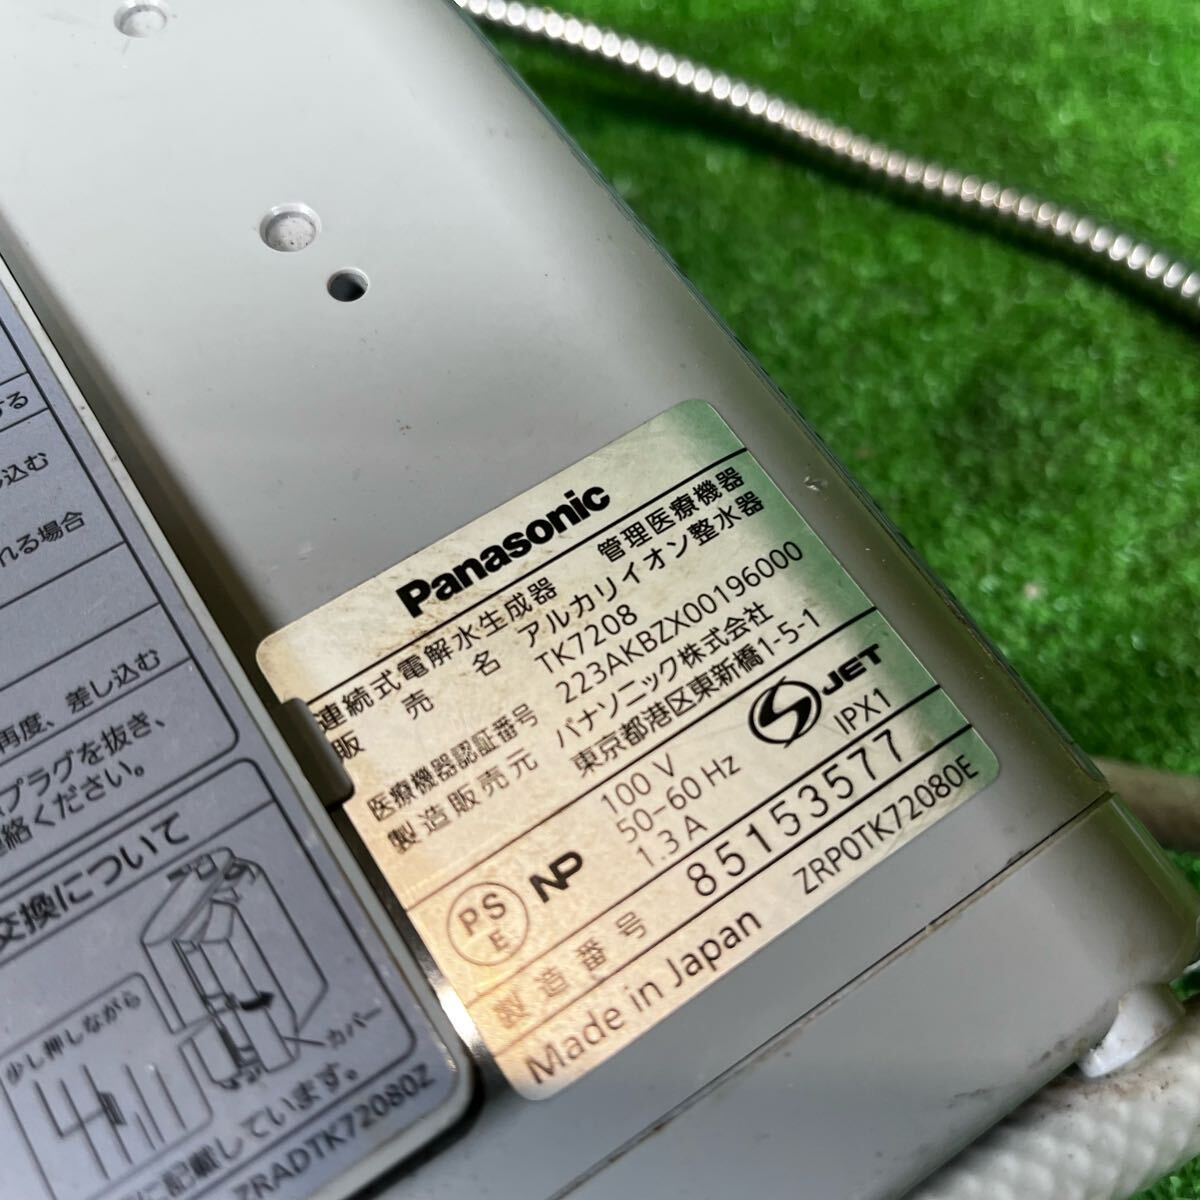 Panasonic
連続式電解水生成器 管理医療機器
販売名 アルカリイオン整水器
TK7208
医療機器認証番号 223AKBZX00196000
製造販売元 パナソニック株式会社
東京都港区東新橋1-5-1
PS
E
NP
100 V
50-60 Hz
1.3 A
S JET
IPX1
製造番号 85153577
Made in Japan ZRP0TK72080E
する
込む
れる場合
再度、差し込む
プラグを抜き、
絡ください。
交換について
少し押しながら
カバー
に記載しています。
ZRADTK72080Z